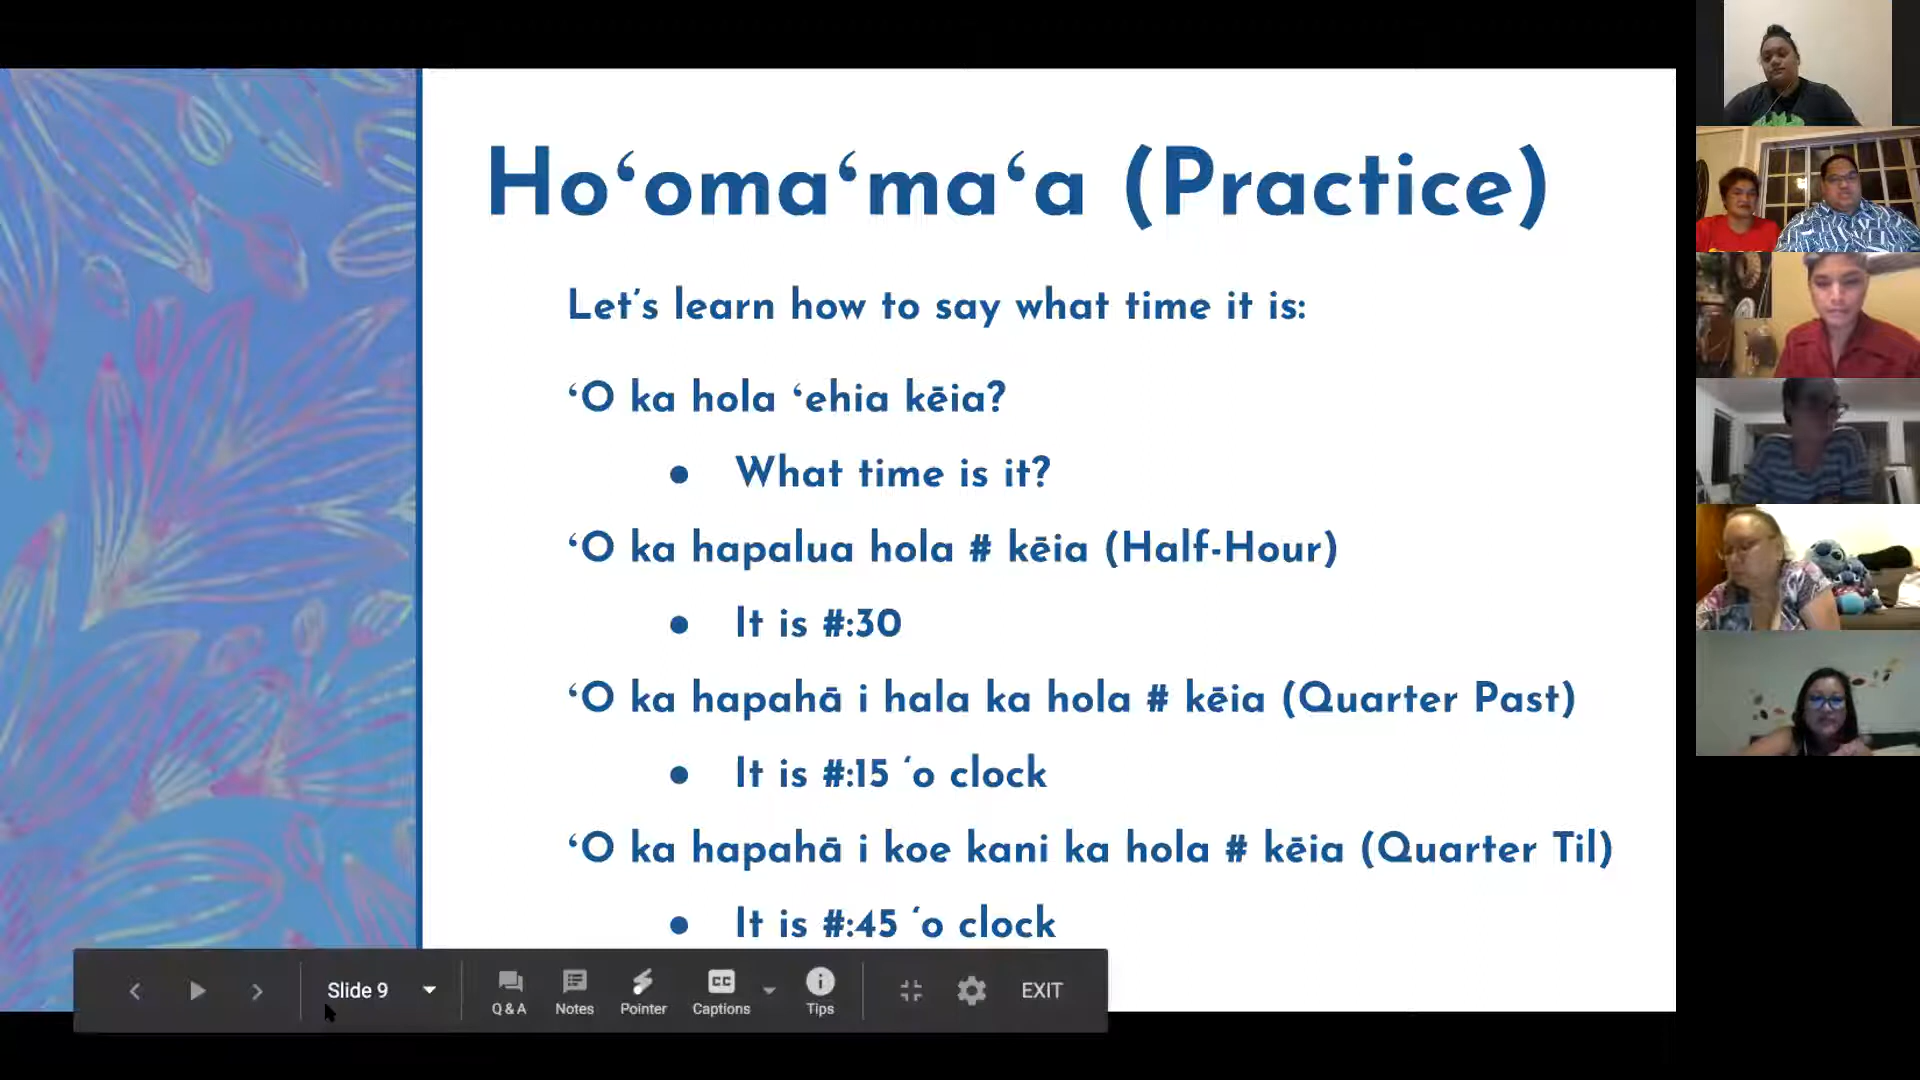 Hoʻomaʻmaʻa (Practice)
Let’s learn how to say what time it is:
ʻO ka hola ʻehia kēia?
● What time is it?
ʻO ka hapalua hola # kēia (Half-Hour)
● It is #:30
ʻO ka hapahā i hala ka hola # kēia (Quarter Past)
● It is #:15 ‘o clock
ʻO ka hapahā i koe kani ka hola # kēia (Quarter Til)
● It is #:45 ‘o clock
Slide 9
Q & A
Notes
Pointer
CC
Captions
Tips
EXIT